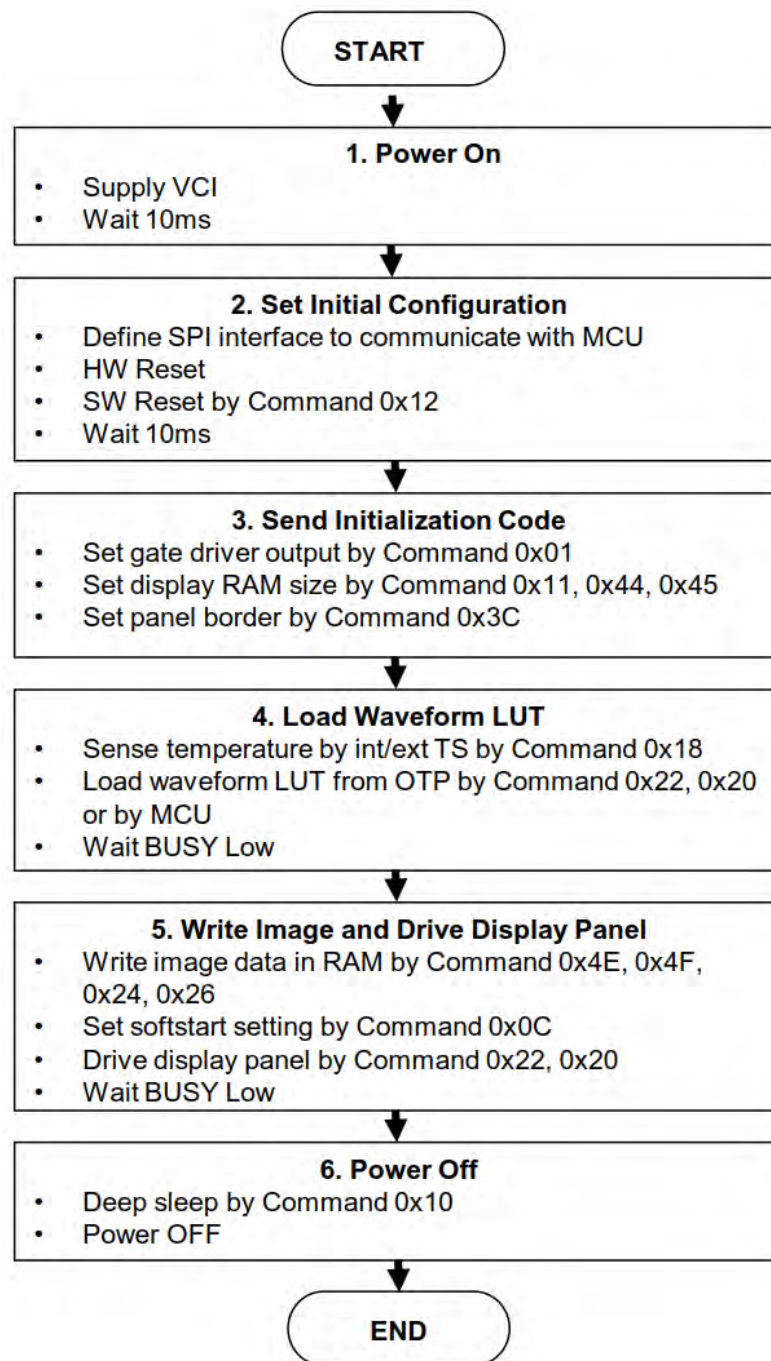 START
1. Power On
• Supply VCI
• Wait 10ms
2. Set Initial Configuration
• Define SPI interface to communicate with MCU
• HW Reset
• SW Reset by Command 0x12
• Wait 10ms
3. Send Initialization Code
• Set gate driver output by Command 0x01
• Set display RAM size by Command 0x11, 0x44, 0x45
• Set panel border by Command 0x3C
4. Load Waveform LUT
• Sense temperature by int/ext TS by Command 0x18
• Load waveform LUT from OTP by Command 0x22, 0x20
or by MCU
• Wait BUSY Low
5. Write Image and Drive Display Panel
• Write image data in RAM by Command 0x4E, 0x4F,
0x24, 0x26
• Set softstart setting by Command 0x0C
• Drive display panel by Command 0x22, 0x20
• Wait BUSY Low
6. Power Off
• Deep sleep by Command 0x10
• Power OFF
END